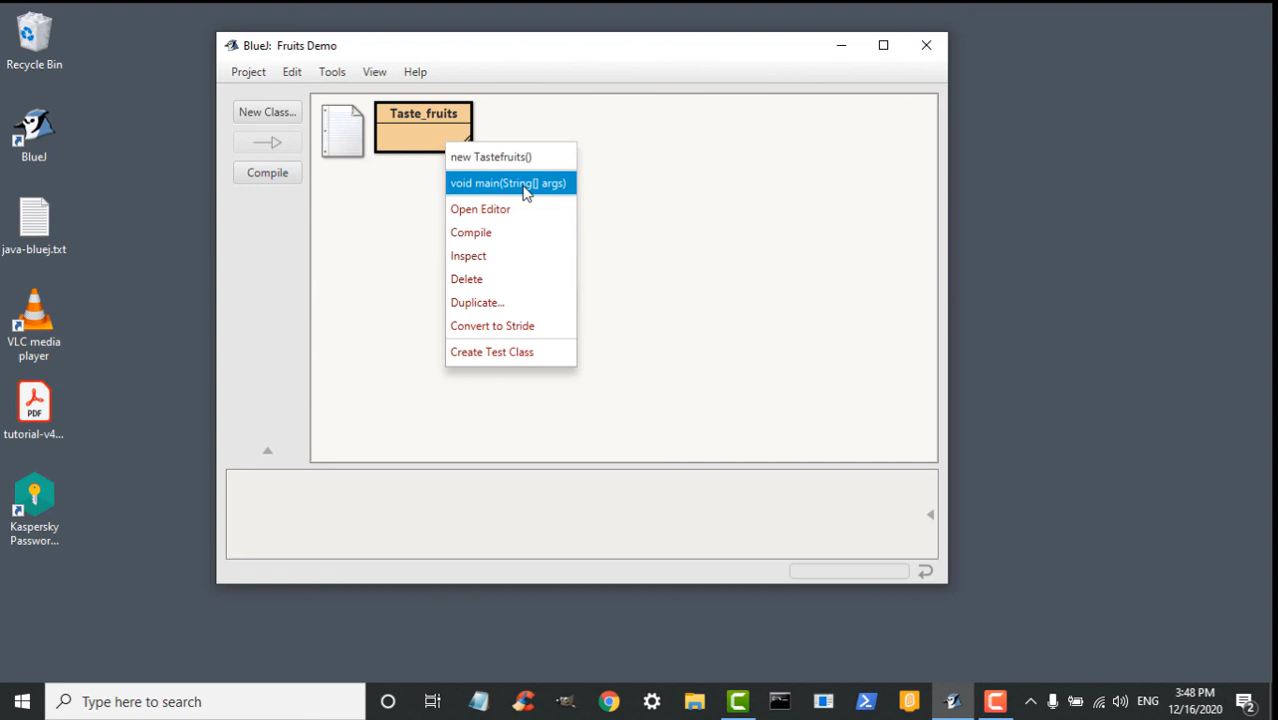 Recycle Bin
BlueJ
java-bluej.txt
VLC media
player
PDF
tutorial-v4...
Kaspersky
Passwor...
BlueJ: Fruits Demo
Project Edit Tools View Help
New Class...
Compile
Taste_fruits
new Tastefruits()
void main(String[] args)
Open Editor
Compile
Inspect
Delete
Duplicate...
Convert to Stride
Create Test Class
Type here to search
ENG
3:48 PM
12/16/2020
2